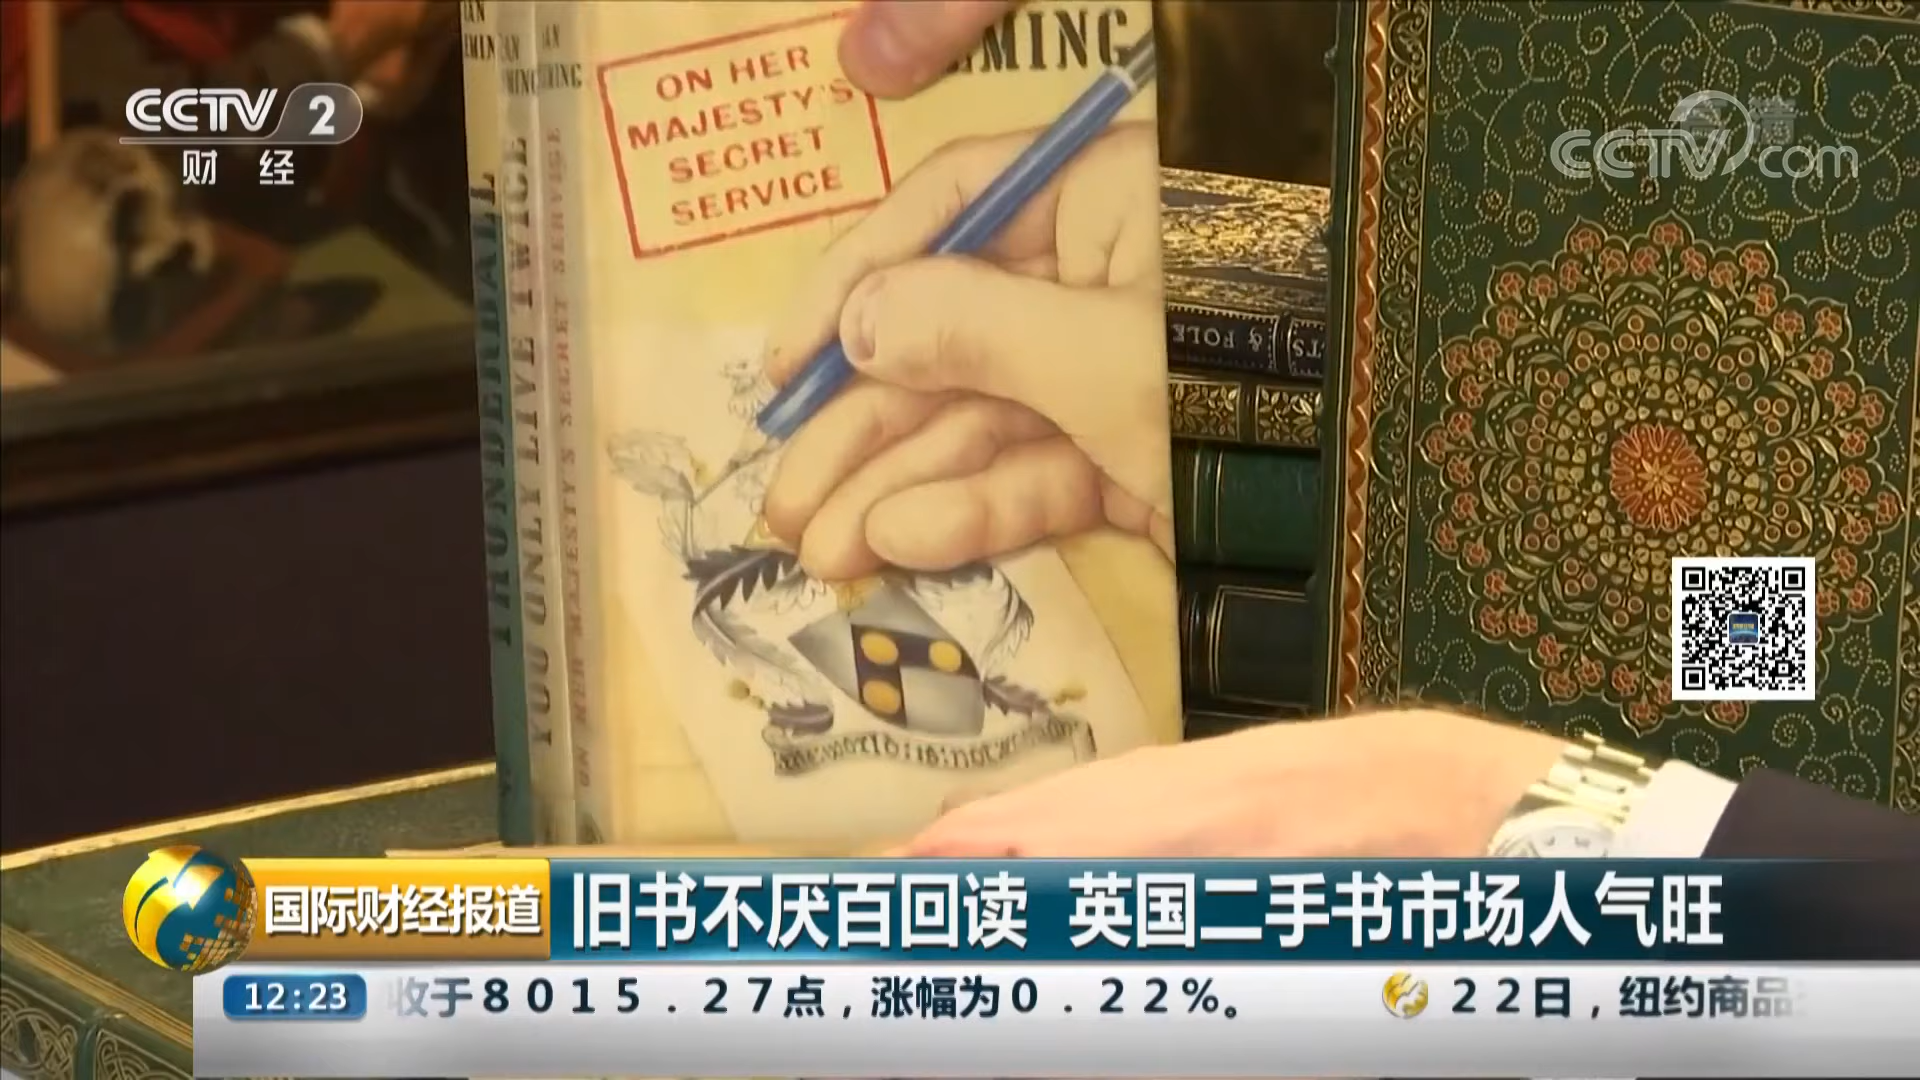 CCTV 2
财 经
高清
CCTV com
ON HER
MAJESTY'S
SECRET
SERVICE
THUNDERBALL
YOU ONLY LIVE TWICE
ON HER MAJESTY'S SECRET SERVICE
& FOLK
国际财经报道
旧书不厌百回读 英国二手书市场人气旺
12:23
收于8015.27点，涨幅为0.22%。
22日，纽约商品